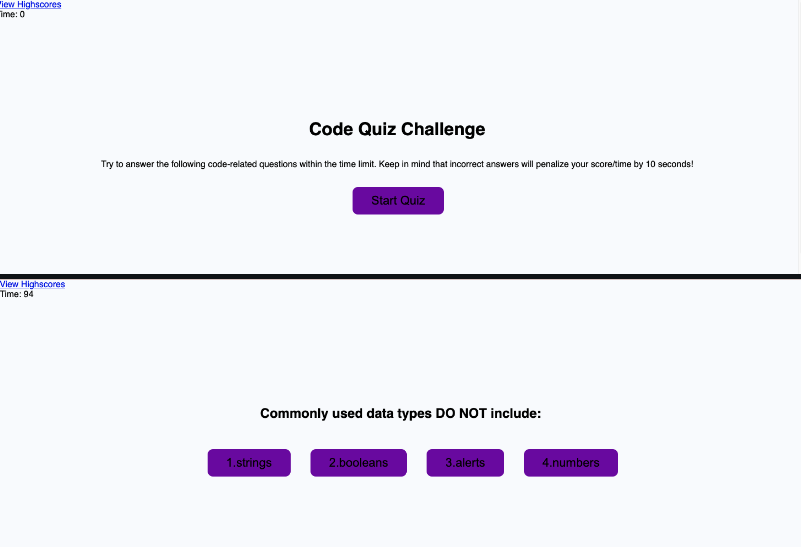 View Highscores
Time: 0
Code Quiz Challenge
Try to answer the following code-related questions within the time limit. Keep in mind that incorrect answers will penalize your score/time by 10 seconds!
Start Quiz
View Highscores
Time: 94
Commonly used data types DO NOT include:
1.strings 2.booleans 3.alerts 4.numbers